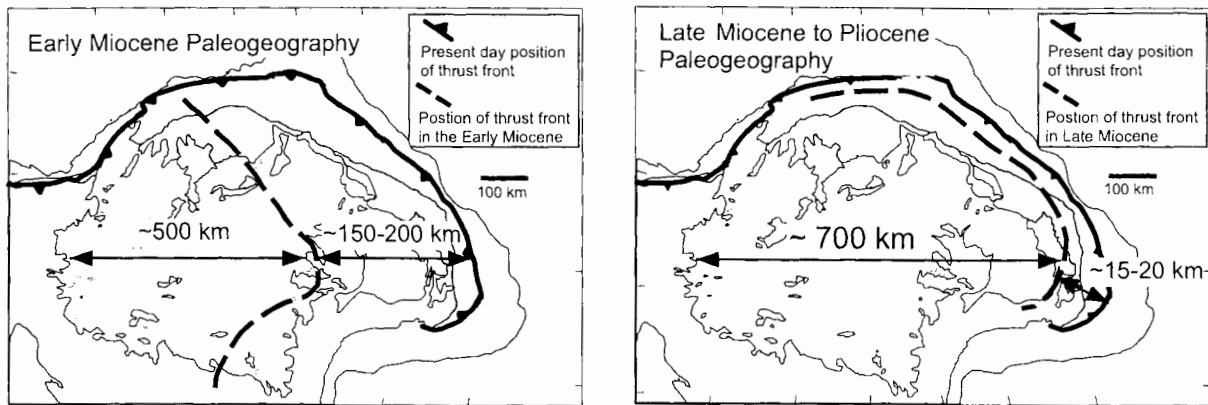 Early Miocene Paleogeography
Present day position
of thrust front
Postion of thrust front
in the Early Miocene
100 km
~500 km
~150-200 km
Late Miocene to Pliocene
Paleogeography
Present day position
of thrust front
Position of thrust front
in Late Miocene
100 km
~ 700 km
~15-20 km